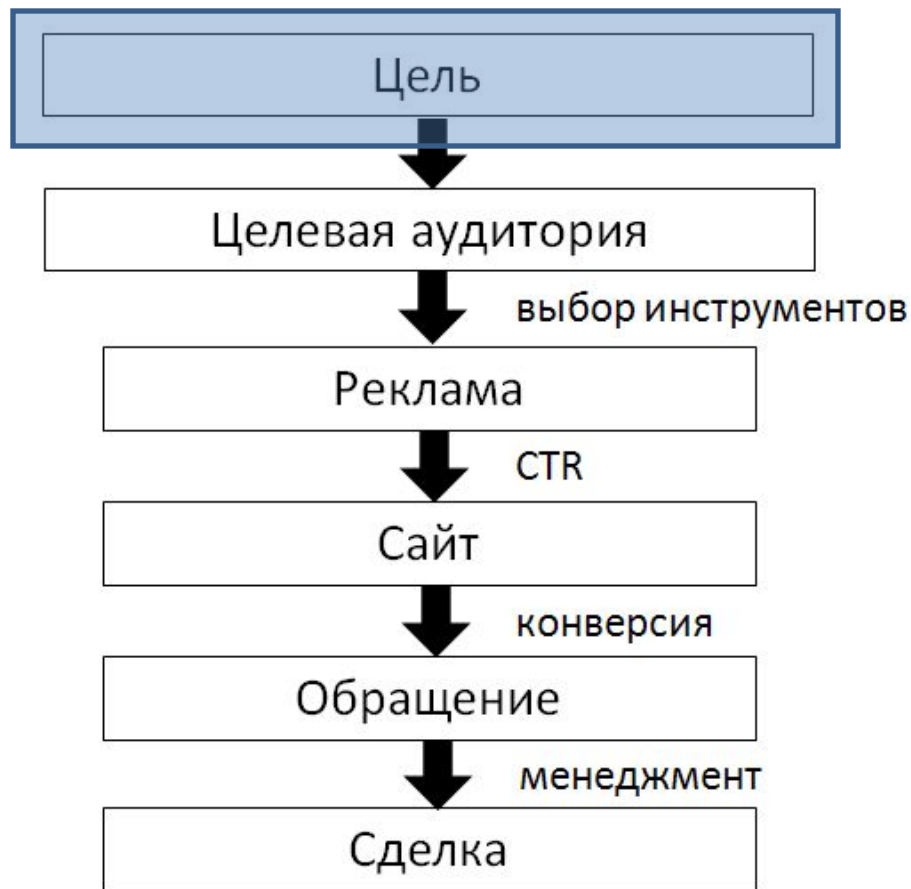 Цель
Целевая аудитория
выбор инструментов
Реклама
CTR
Сайт
конверсия
Обращение
менеджмент
Сделка